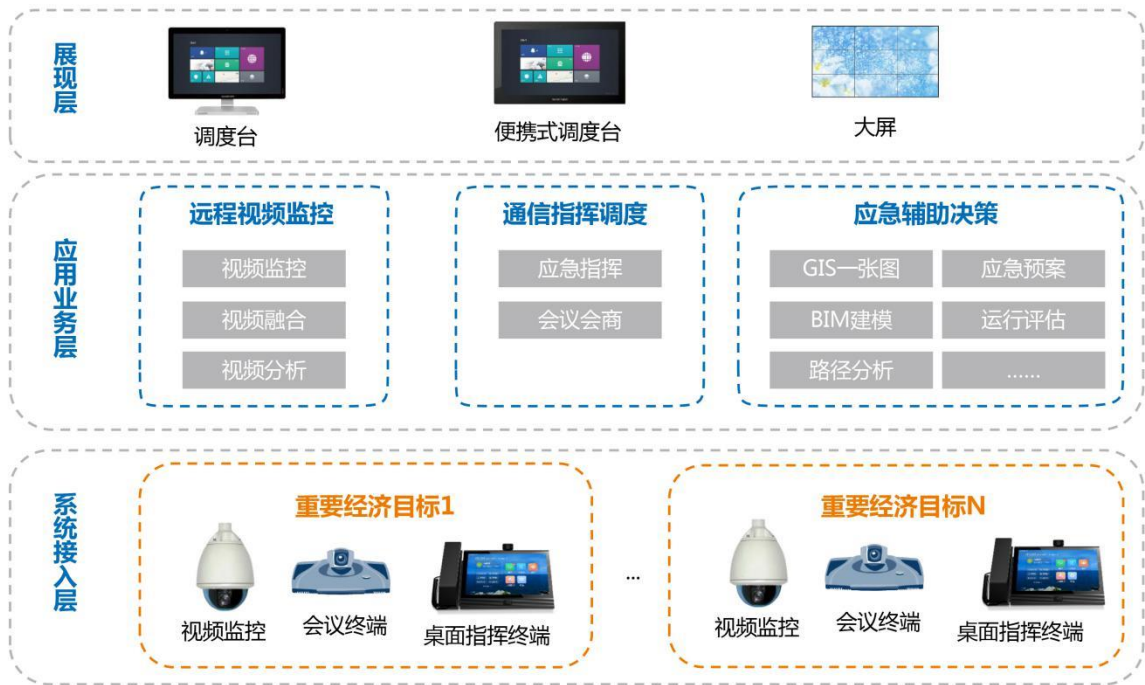 展现层
调度台
便携式调度台
大屏
应用业务层
远程视频监控
视频监控
视频融合
视频分析
通信指挥调度
应急指挥
会议会商
应急辅助决策
GIS一张图
应急预案
BIM建模
运行评估
路径分析
......
系统接入层
重要经济目标1
视频监控
会议终端
桌面指挥终端
...
重要经济目标N
视频监控
会议终端
桌面指挥终端